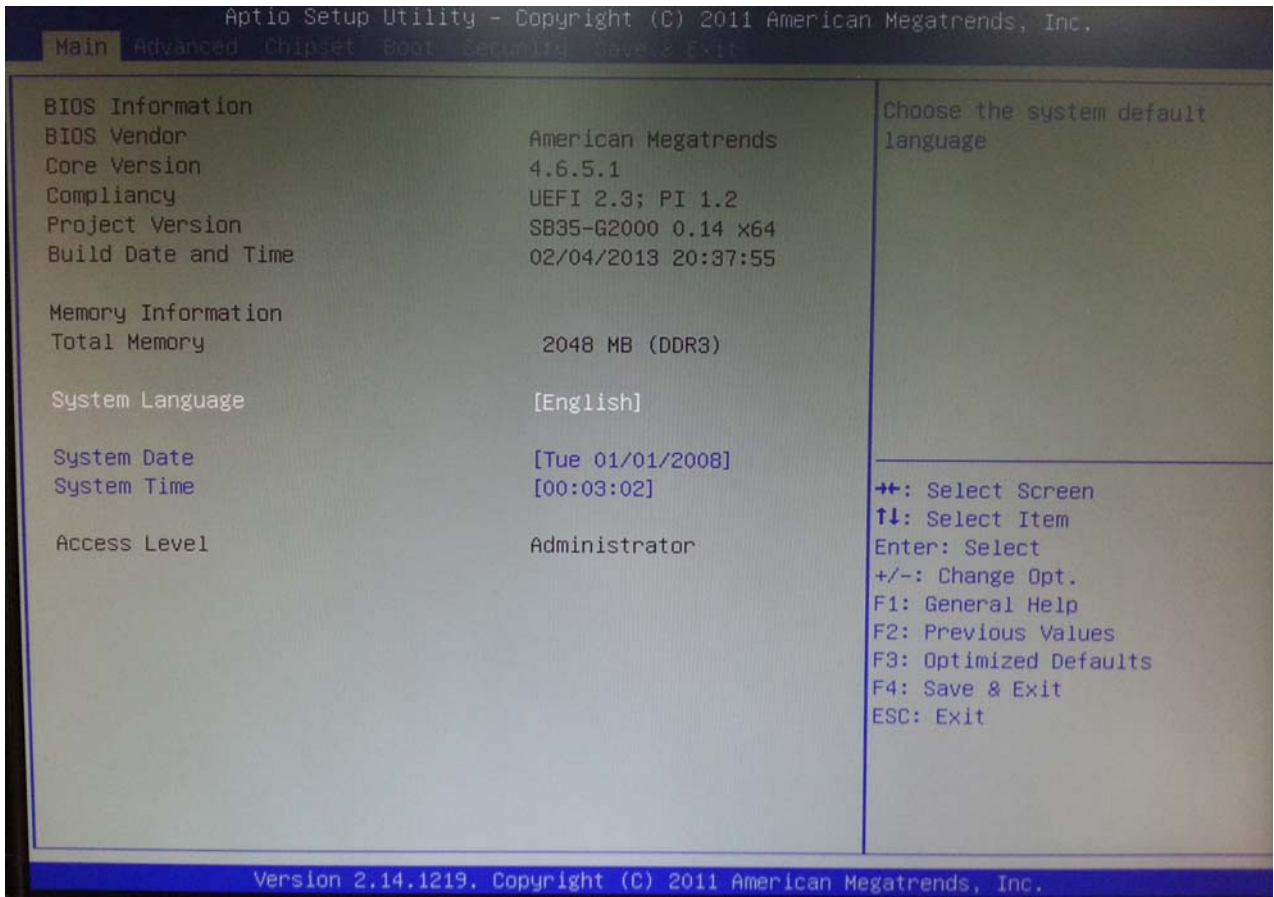 Aptio Setup Utility - Copyright (C) 2011 American Megatrends, Inc.
Main Advanced Chipset Boot Security Save & Exit
BIOS Information
BIOS Vendor American Megatrends
Core Version 4.6.5.1
Compliancy UEFI 2.3; PI 1.2
Project Version SB35-G2000 0.14 x64
Build Date and Time 02/04/2013 20:37:55
Memory Information
Total Memory 2048 MB (DDR3)
System Language [English]
System Date [Tue 01/01/2008]
System Time [00:03:02]
Access Level Administrator
Choose the system default
language
→←: Select Screen
↑↓: Select Item
Enter: Select
+/-: Change Opt.
F1: General Help
F2: Previous Values
F3: Optimized Defaults
F4: Save & Exit
ESC: Exit
Version 2.14.1219. Copyright (C) 2011 American Megatrends, Inc.